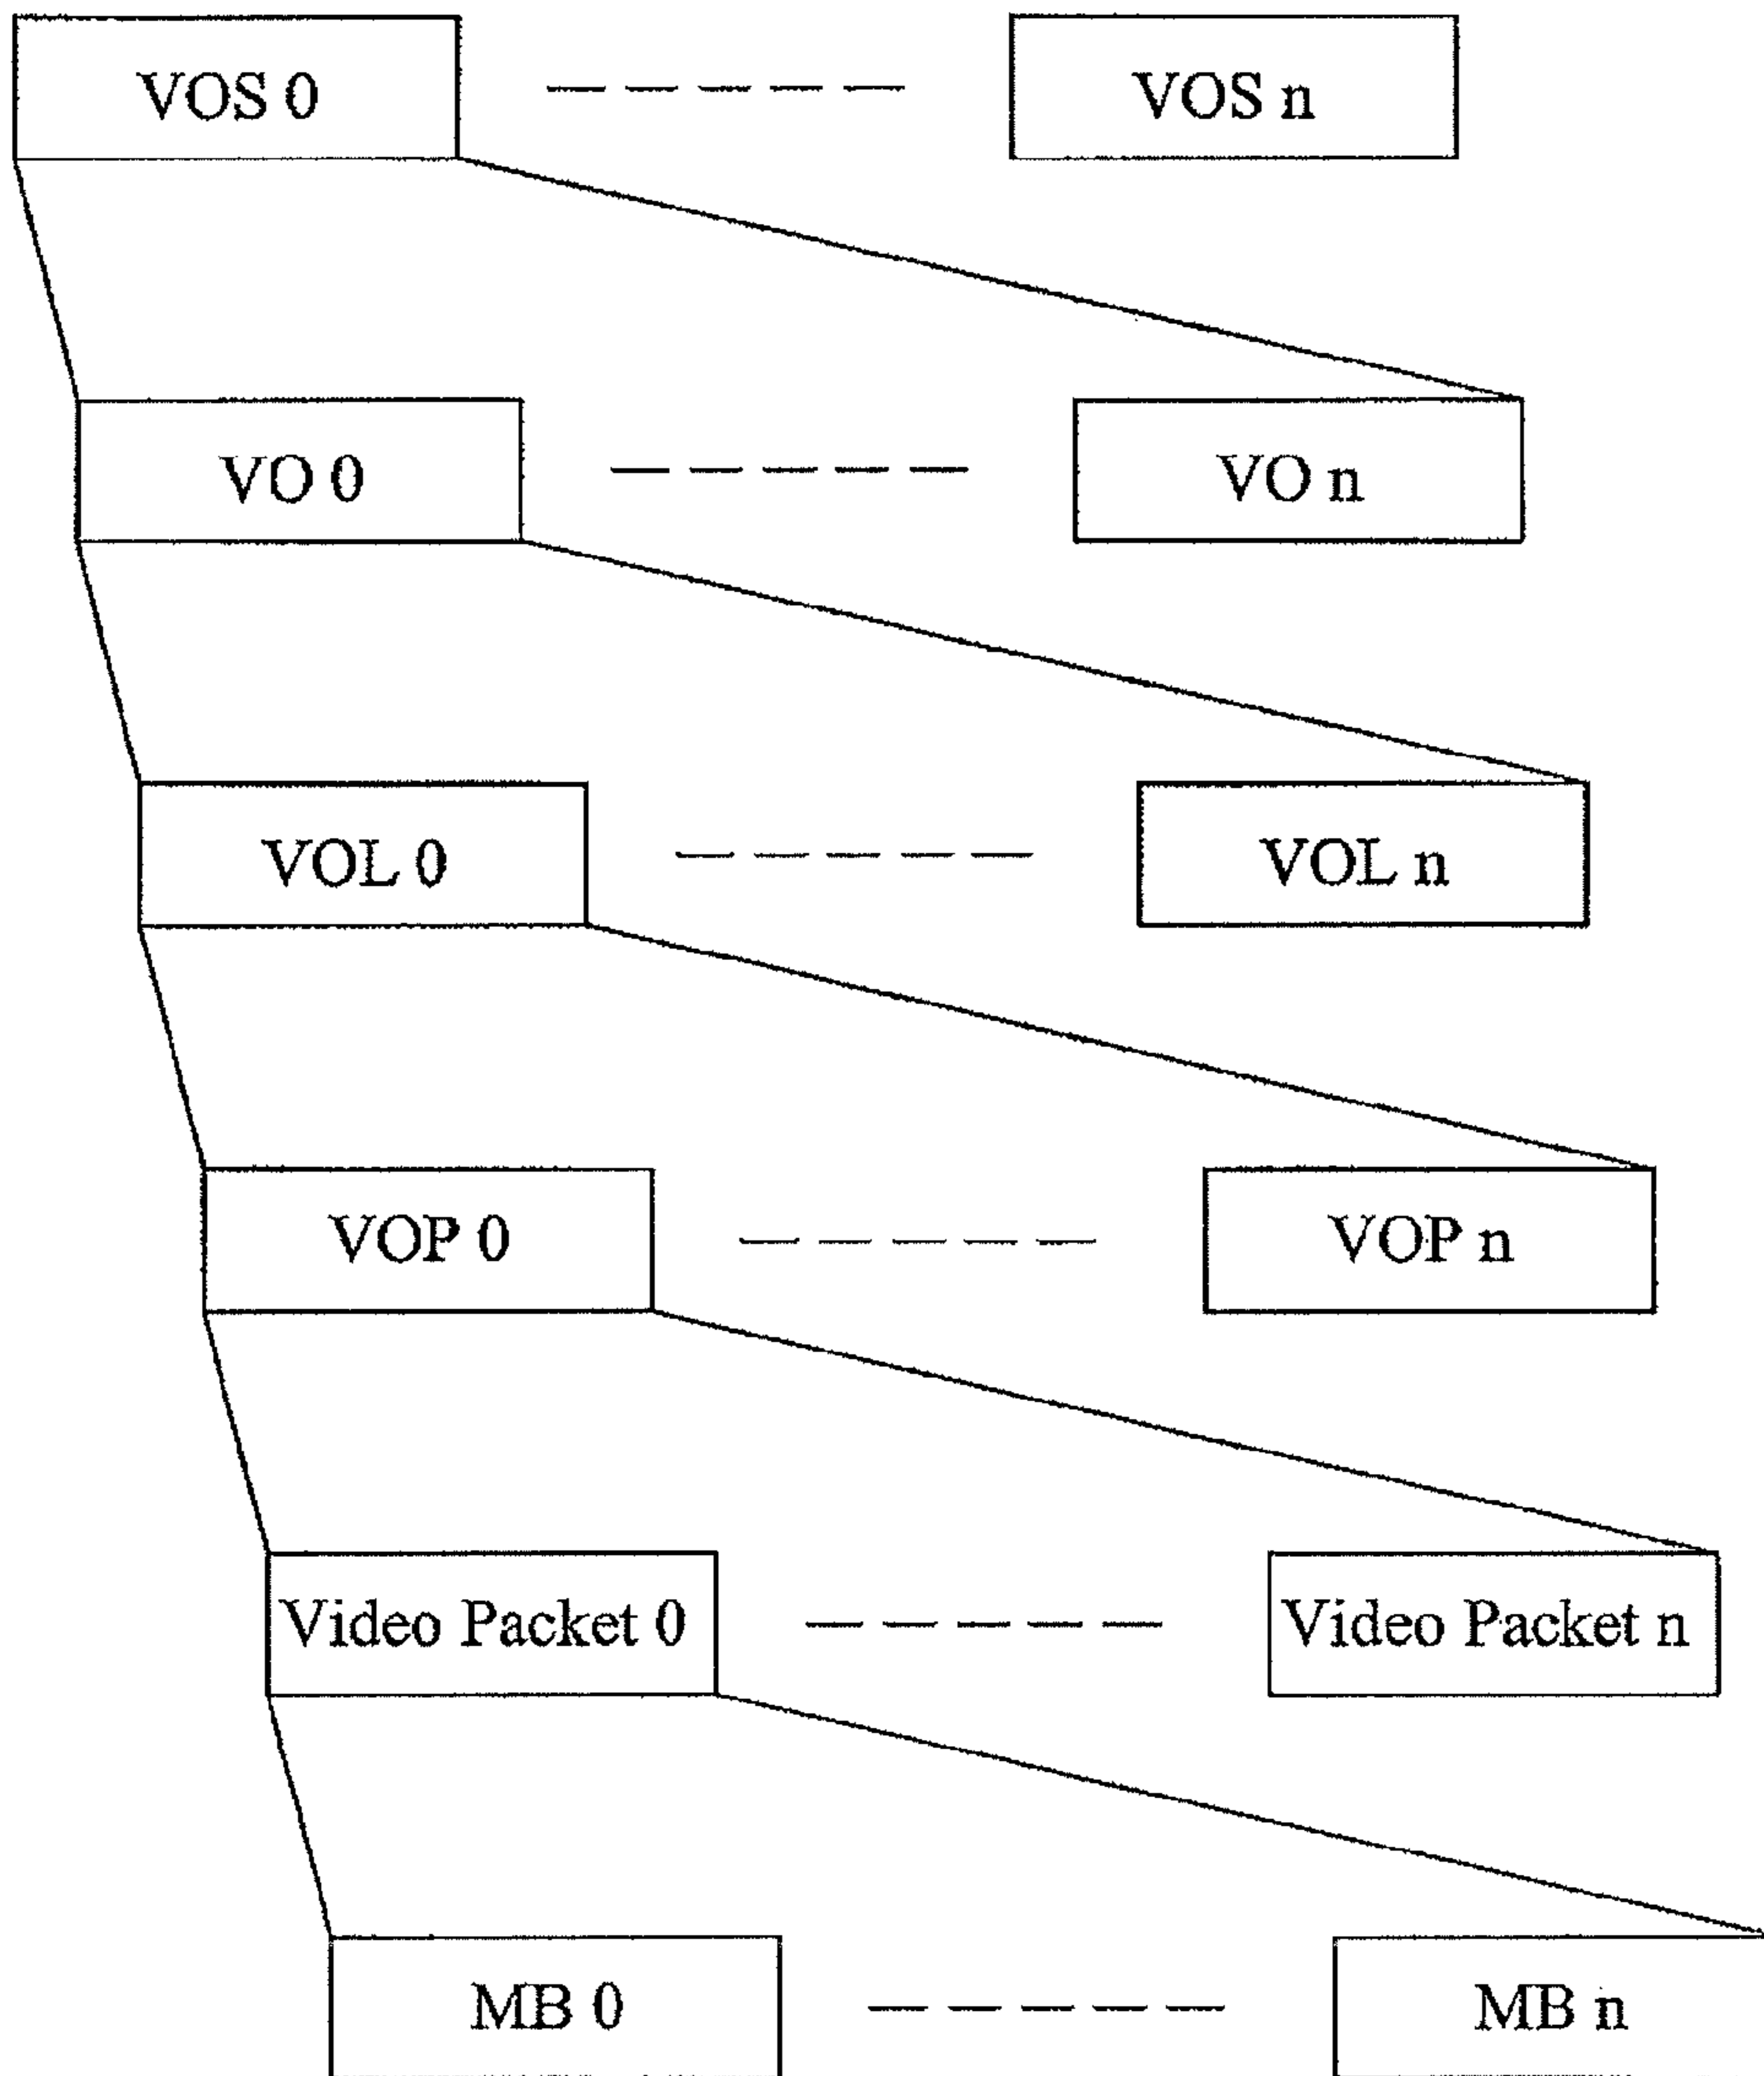 VOS 0
VOS n
VO 0
VO n
VOL 0
VOL n
VOP 0
VOP n
Video Packet 0
Video Packet n
MB 0
MB n